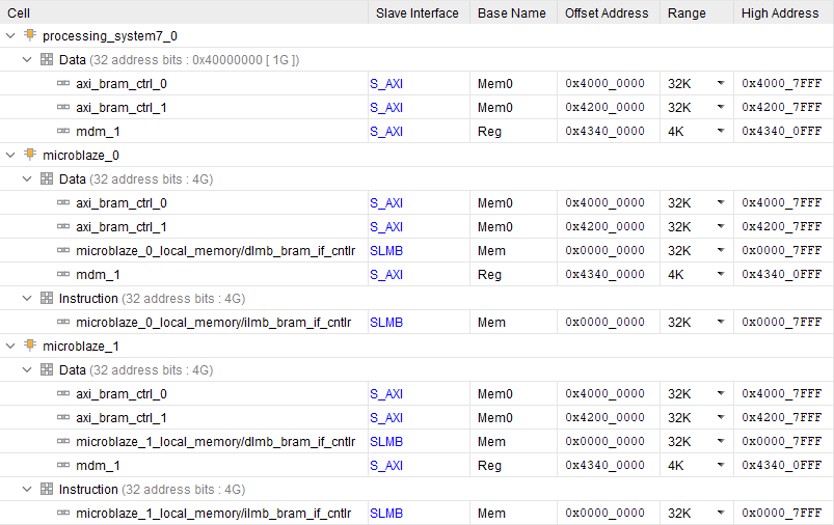 Cell Slave Interface Base Name Offset Address Range High Address
processing_system7_0
Data (32 address bits : 0x40000000 [ 1G ])
axi_bram_ctrl_0 S_AXI Mem0 0x4000_0000 32K 0x4000_7FFF
axi_bram_ctrl_1 S_AXI Mem0 0x4200_0000 32K 0x4200_7FFF
mdm_1 S_AXI Reg 0x4340_0000 4K 0x4340_0FFF
microblaze_0
Data (32 address bits : 4G)
axi_bram_ctrl_0 S_AXI Mem0 0x4000_0000 32K 0x4000_7FFF
axi_bram_ctrl_1 S_AXI Mem0 0x4200_0000 32K 0x4200_7FFF
microblaze_0_local_memory/dlmb_bram_if_cntlr SLMB Mem 0x0000_0000 32K 0x0000_7FFF
mdm_1 S_AXI Reg 0x4340_0000 4K 0x4340_0FFF
Instruction (32 address bits : 4G)
microblaze_0_local_memory/ilmb_bram_if_cntlr SLMB Mem 0x0000_0000 32K 0x0000_7FFF
microblaze_1
Data (32 address bits : 4G)
axi_bram_ctrl_0 S_AXI Mem0 0x4000_0000 32K 0x4000_7FFF
axi_bram_ctrl_1 S_AXI Mem0 0x4200_0000 32K 0x4200_7FFF
microblaze_1_local_memory/dlmb_bram_if_cntlr SLMB Mem 0x0000_0000 32K 0x0000_7FFF
mdm_1 S_AXI Reg 0x4340_0000 4K 0x4340_0FFF
Instruction (32 address bits : 4G)
microblaze_1_local_memory/ilmb_bram_if_cntlr SLMB Mem 0x0000_0000 32K 0x0000_7FFF